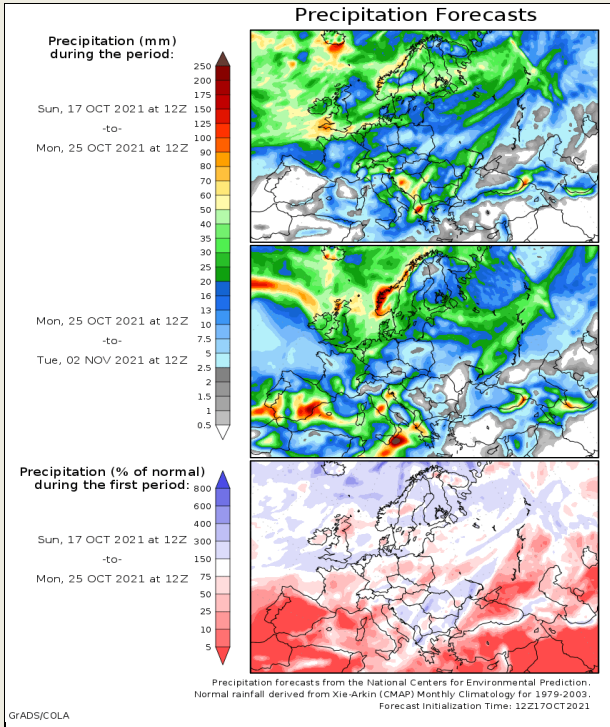 Precipitation Forecasts
Precipitation (mm)
during the period:
Sun, 17 OCT 2021 at 12Z
-to-
Mon, 25 OCT 2021 at 12Z
250
200
175
150
125
100
90
80
70
60
50
40
35
30
25
20
16
13
10
7.5
5
2.5
2
1.5
1
0.5
Mon, 25 OCT 2021 at 12Z
-to-
Tue, 02 NOV 2021 at 12Z
Precipitation (% of normal)
during the first period:
Sun, 17 OCT 2021 at 12Z
-to-
Mon, 25 OCT 2021 at 12Z
800
600
400
300
150
75
50
25
10
5
Precipitation forecasts from the National Centers for Environmental Prediction.
Normal rainfall derived from Xie-Arkin (CMAP) Monthly Climatology for 1979-2003.
Forecast Initialization Time: 12Z17OCT2021
GrADS/COLA